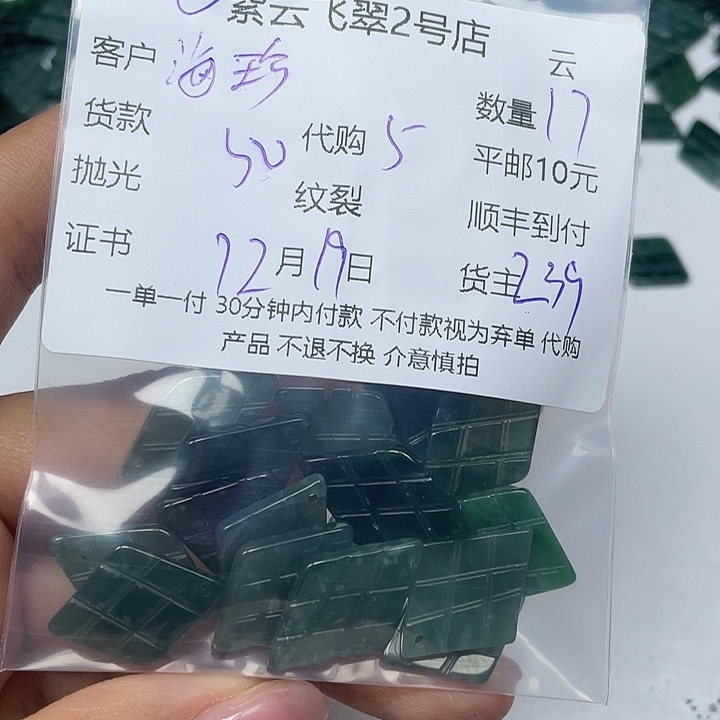 紫云飞翠2号店 云
客户 海珍 数量 17
货款 50 代购 5 平邮10元
抛光 纹裂 顺丰到付
证书 12月19日 货主 239
一单一付 30分钟内付款 不付款视为弃单 代购
产品 不退不换 介意慎拍